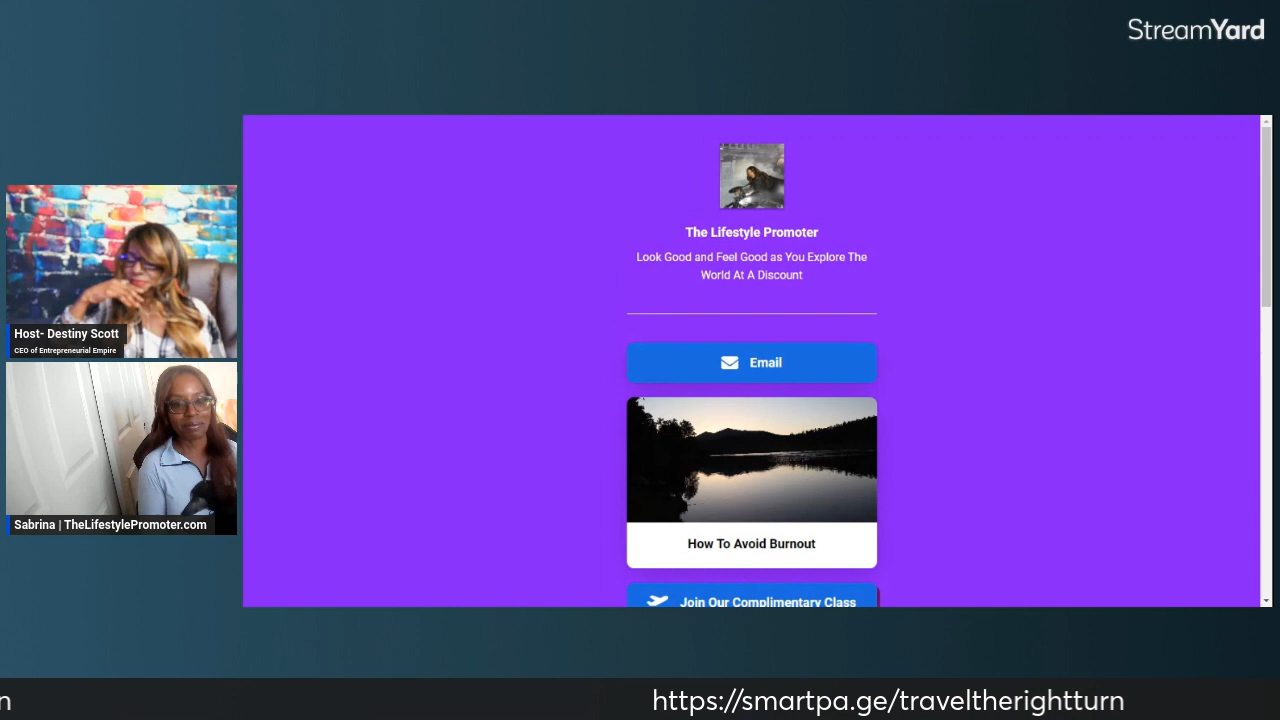 StreamYard
Host- Destiny Scott
CEO of Entrepreneurial Empire
Sabrina | TheLifestylePromoter.com
The Lifestyle Promoter
Look Good and Feel Good as You Explore The
World At A Discount
Email
How To Avoid Burnout
Join Our Complimentary Class
n
https://smartpa.ge/traveltherightturn